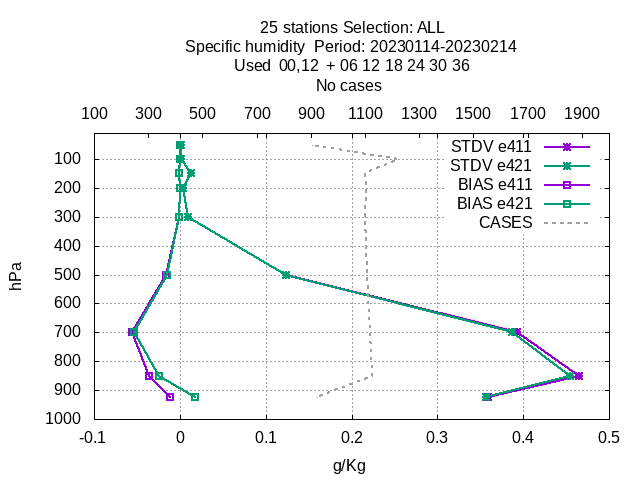 25 stations Selection: ALL
Specific humidity  Period: 20230114-20230214
Used  00,12  + 06 12 18 24 30 36
No cases
100 300 500 700 900 1100 1300 1500 1700 1900
STDV e411
STDV e421
BIAS e411
BIAS e421
CASES
100
200
300
400
500
600
700
800
900
1000
hPa
-0.1 0 0.1 0.2 0.3 0.4 0.5
g/Kg